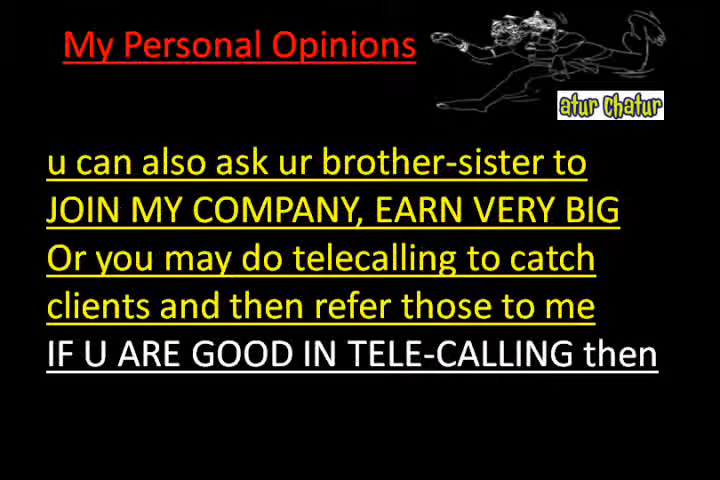 My Personal Opinions
atur chatur
u can also ask ur brother-sister to
JOIN MY COMPANY, EARN VERY BIG
Or you may do telecalling to catch
clients and then refer those to me
IF U ARE GOOD IN TELE-CALLING then